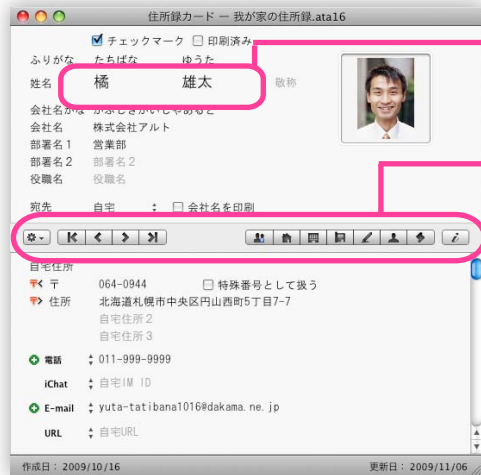 住所録カード — 我が家の住所録.ata16
チェックマーク 印刷済み
ふりがな たちばな ゆうた
姓名 橘 雄太 敬称
会社名かな かぶしきがいしゃあると
会社名 株式会社アルト
部署名1 営業部
部署名2 部署名2
役職名 役職名
宛先 自宅 会社名を印刷
自宅住所
〒 064-0944 特殊番号として扱う
住所 北海道札幌市中央区円山西町5丁目7-7
自宅住所2
自宅住所3
電話 011-999-9999
iChat 自宅IM ID
E-mail yuta-tatibana1016@dakama.ne.jp
URL 自宅URL
作成日：2009/10/16 更新日：2009/11/06